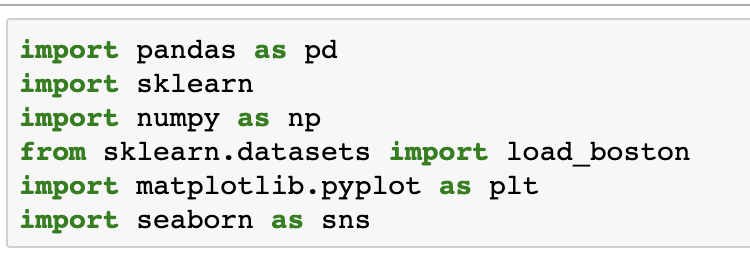 import pandas as pd
import sklearn
import numpy as np
from sklearn.datasets import load_boston
import matplotlib.pyplot as plt
import seaborn as sns